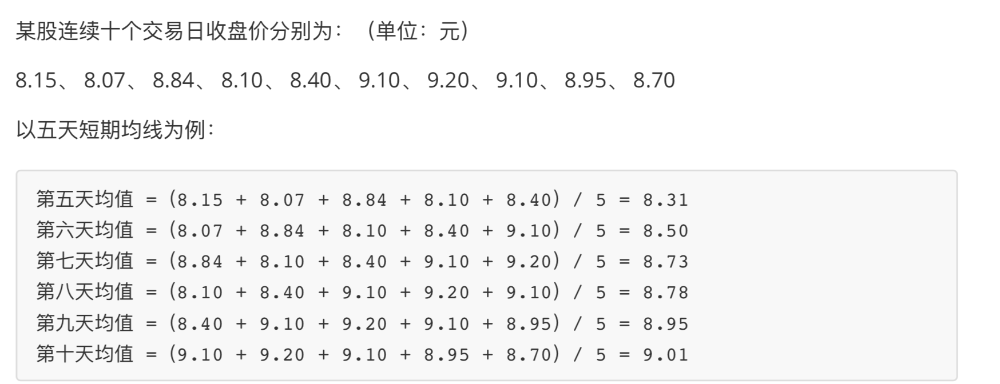 某股连续十个交易日收盘价分别为：（单位：元）
8.15、 8.07、 8.84、 8.10、 8.40、 9.10、 9.20、 9.10、 8.95、 8.70
以五天短期均线为例：
第五天均值 = (8.15 + 8.07 + 8.84 + 8.10 + 8.40) / 5 = 8.31
第六天均值 = (8.07 + 8.84 + 8.10 + 8.40 + 9.10) / 5 = 8.50
第七天均值 = (8.84 + 8.10 + 8.40 + 9.10 + 9.20) / 5 = 8.73
第八天均值 = (8.10 + 8.40 + 9.10 + 9.20 + 9.10) / 5 = 8.78
第九天均值 = (8.40 + 9.10 + 9.20 + 9.10 + 8.95) / 5 = 8.95
第十天均值 = (9.10 + 9.20 + 9.10 + 8.95 + 8.70) / 5 = 9.01